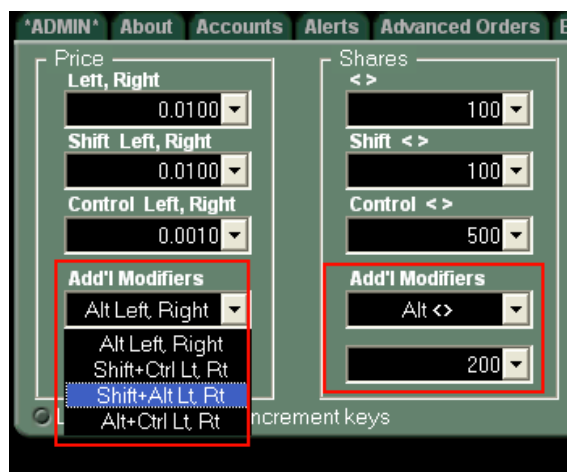 *ADMIN* About Accounts Alerts Advanced Orders
Price
Left, Right
0.0100
Shift Left, Right
0.0100
Control Left, Right
0.0010
Add'l Modifiers
Alt Left, Right
Alt Left, Right
Shift+Ctrl Lt, Rt
Shift+Alt Lt, Rt
Alt+Ctrl Lt, Rt
Shares
< >
100
Shift < >
100
Control < >
500
Add'l Modifiers
Alt <>
200
increment keys